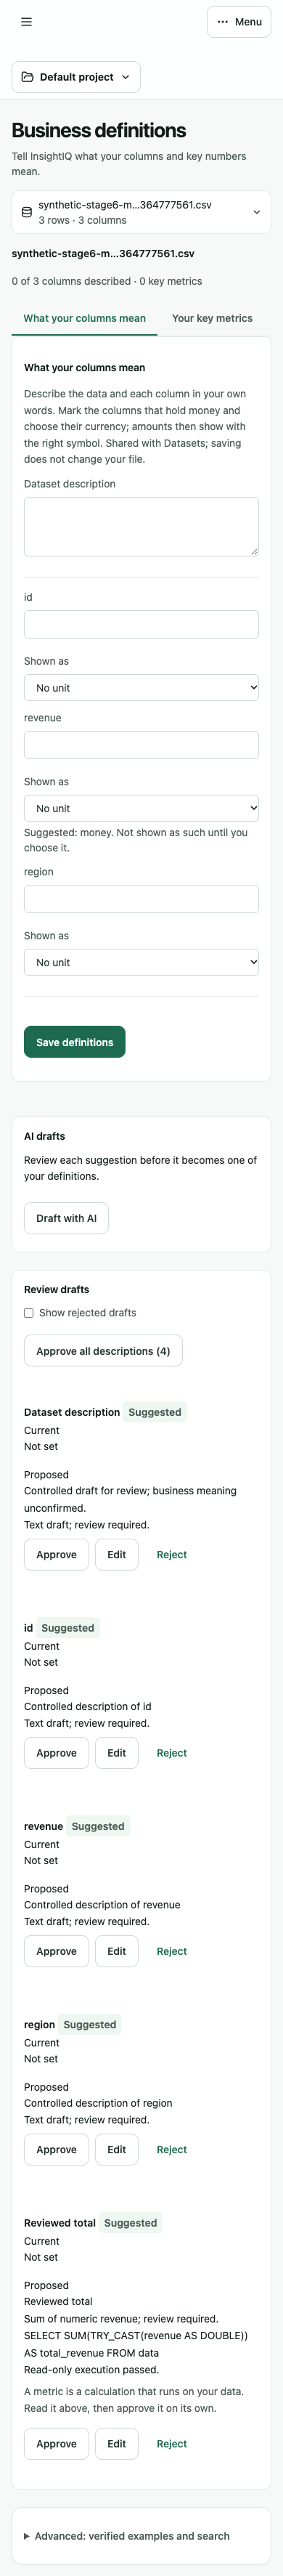 Menu
Default project
Business definitions
Tell InsightIQ what your columns and key numbers
mean.
synthetic-stage6-m...364777561.csv
3 rows · 3 columns
synthetic-stage6-m...364777561.csv
0 of 3 columns described · 0 key metrics
What your columns mean
Your key metrics
What your columns mean
Describe the data and each column in your own
words. Mark the columns that hold money and
choose their currency; amounts then show with
the right symbol. Shared with Datasets; saving
does not change your file.
Dataset description
id
Shown as
No unit
revenue
Shown as
No unit
Suggested: money. Not shown as such until you
choose it.
region
Shown as
No unit
Save definitions
AI drafts
Review each suggestion before it becomes one of
your definitions.
Draft with AI
Review drafts
Show rejected drafts
Approve all descriptions (4)
Dataset description Suggested
Current
Not set
Proposed
Controlled draft for review; business meaning
unconfirmed.
Text draft; review required.
Approve Edit Reject
id Suggested
Current
Not set
Proposed
Controlled description of id
Text draft; review required.
Approve Edit Reject
revenue Suggested
Current
Not set
Proposed
Controlled description of revenue
Text draft; review required.
Approve Edit Reject
region Suggested
Current
Not set
Proposed
Controlled description of region
Text draft; review required.
Approve Edit Reject
Reviewed total Suggested
Current
Not set
Proposed
Reviewed total
Sum of numeric revenue; review required.
SELECT SUM(TRY_CAST(revenue AS DOUBLE))
AS total_revenue FROM data
Read-only execution passed.
A metric is a calculation that runs on your data.
Read it above, then approve it on its own.
Approve Edit Reject
Advanced: verified examples and search